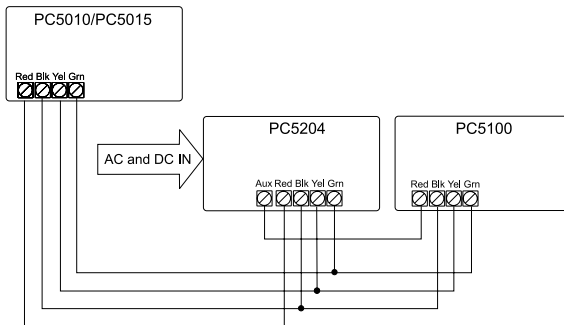 PC5010/PC5015
Red Blk Yel Grn
AC and DC IN
PC5204
Aux Red Blk Yel Grn
PC5100
Red Blk Yel Grn